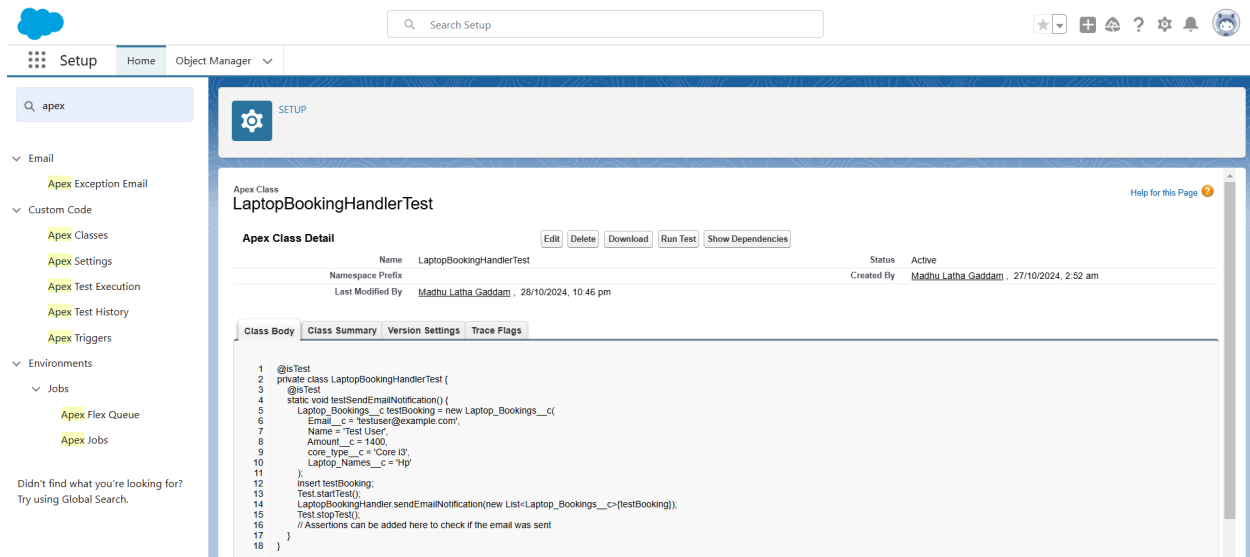 Search Setup
Setup
Home
Object Manager
apex
Email
Apex Exception Email
Custom Code
Apex Classes
Apex Settings
Apex Test Execution
Apex Test History
Apex Triggers
Environments
Jobs
Apex Flex Queue
Apex Jobs
Didn't find what you're looking for?
Try using Global Search.
SETUP
Apex Class
LaptopBookingHandlerTest
Help for this Page
Apex Class Detail
Edit Delete Download Run Test Show Dependencies
Name LaptopBookingHandlerTest Status Active
Namespace Prefix Created By Madhu Latha Gaddam , 27/10/2024, 2:52 am
Last Modified By Madhu Latha Gaddam , 28/10/2024, 10:46 pm
Class Body Class Summary Version Settings Trace Flags
1 @isTest
2 private class LaptopBookingHandlerTest {
3 @isTest
4 static void testSendEmailNotification() {
5 Laptop_Bookings__c testBooking = new Laptop_Bookings__c(
6 Email__c = 'testuser@example.com',
7 Name = 'Test User',
8 Amount__c = 1400,
9 core_type__c = 'Core i3',
10 Laptop_Names__c = 'Hp'
11 );
12 insert testBooking;
13 Test.startTest();
14 LaptopBookingHandler.sendEmailNotification(new List<Laptop_Bookings__c>{testBooking});
15 Test.stopTest();
16 // Assertions can be added here to check if the email was sent
17 }
18 }